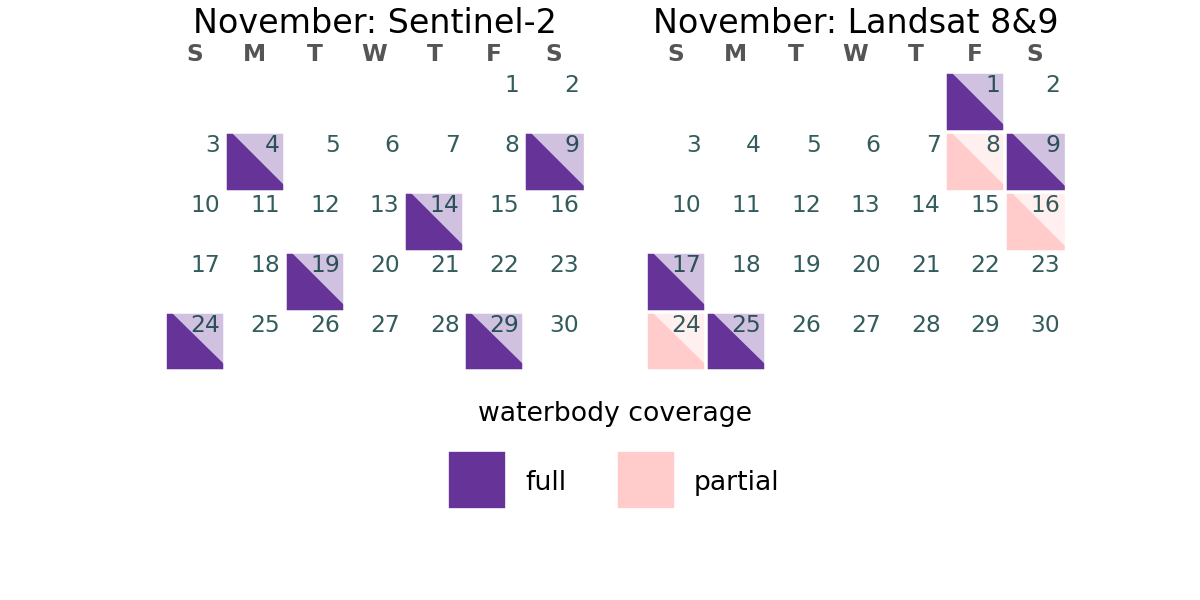 November: Sentinel-2
S M T W T F S
1 2
3 4 5 6 7 8 9
10 11 12 13 14 15 16
17 18 19 20 21 22 23
24 25 26 27 28 29 30
November: Landsat 8&9
S M T W T F S
1 2
3 4 5 6 7 8 9
10 11 12 13 14 15 16
17 18 19 20 21 22 23
24 25 26 27 28 29 30
waterbody coverage
full
partial